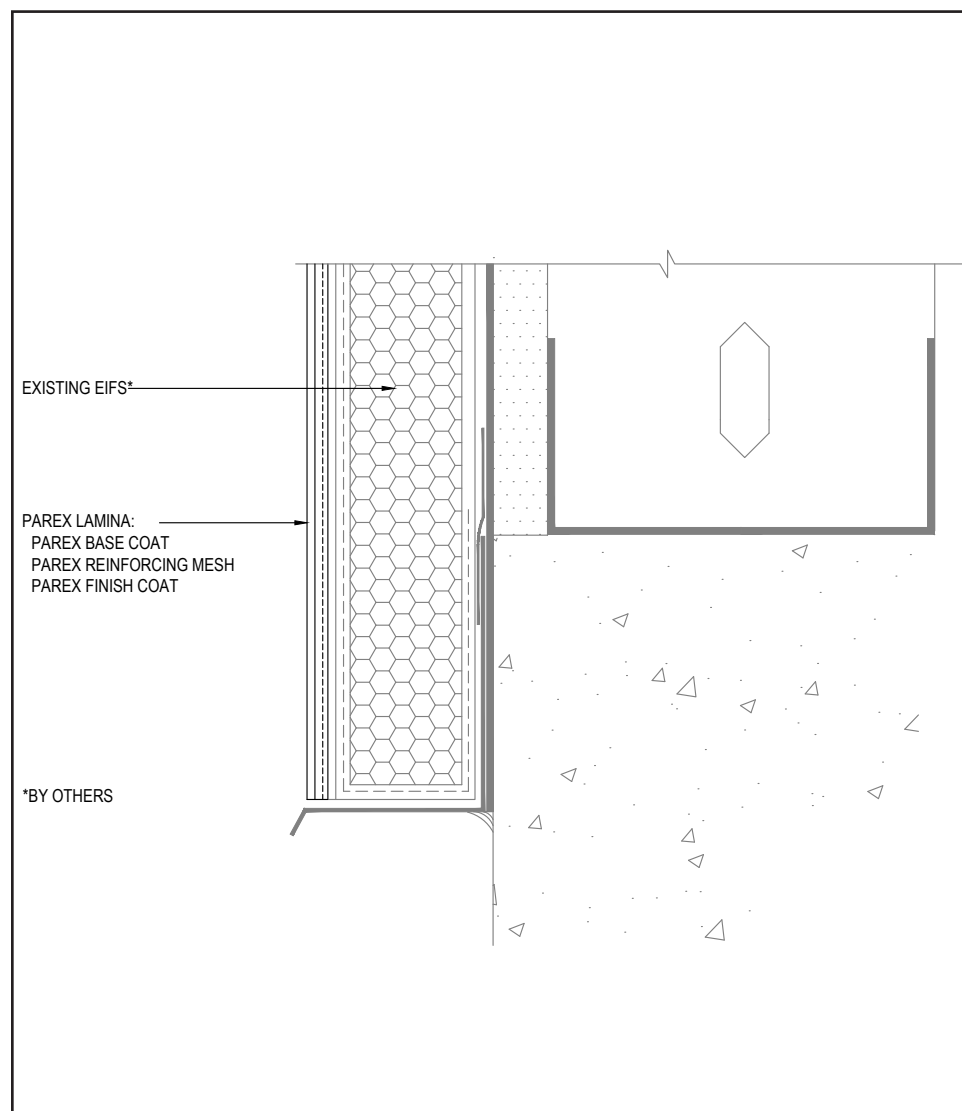 EXISTING EIFS*
PAREX LAMINA:
PAREX BASE COAT
PAREX REINFORCING MESH
PAREX FINISH COAT
*BY OTHERS